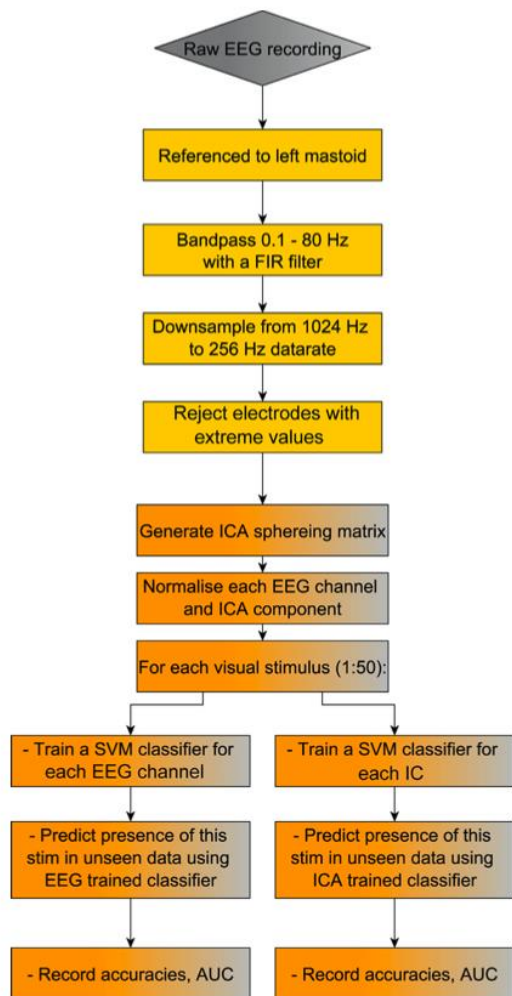 Raw EEG recording
Referenced to left mastoid
Bandpass 0.1 - 80 Hz
with a FIR filter
Downsample from 1024 Hz
to 256 Hz datarate
Reject electrodes with
extreme values
Generate ICA sphereing matrix
Normalise each EEG channel
and ICA component
For each visual stimulus (1:50):
- Train a SVM classifier for
each EEG channel
- Train a SVM classifier for
each IC
- Predict presence of this
stim in unseen data using
EEG trained classifier
- Predict presence of this
stim in unseen data using
ICA trained classifier
- Record accuracies, AUC
- Record accuracies, AUC